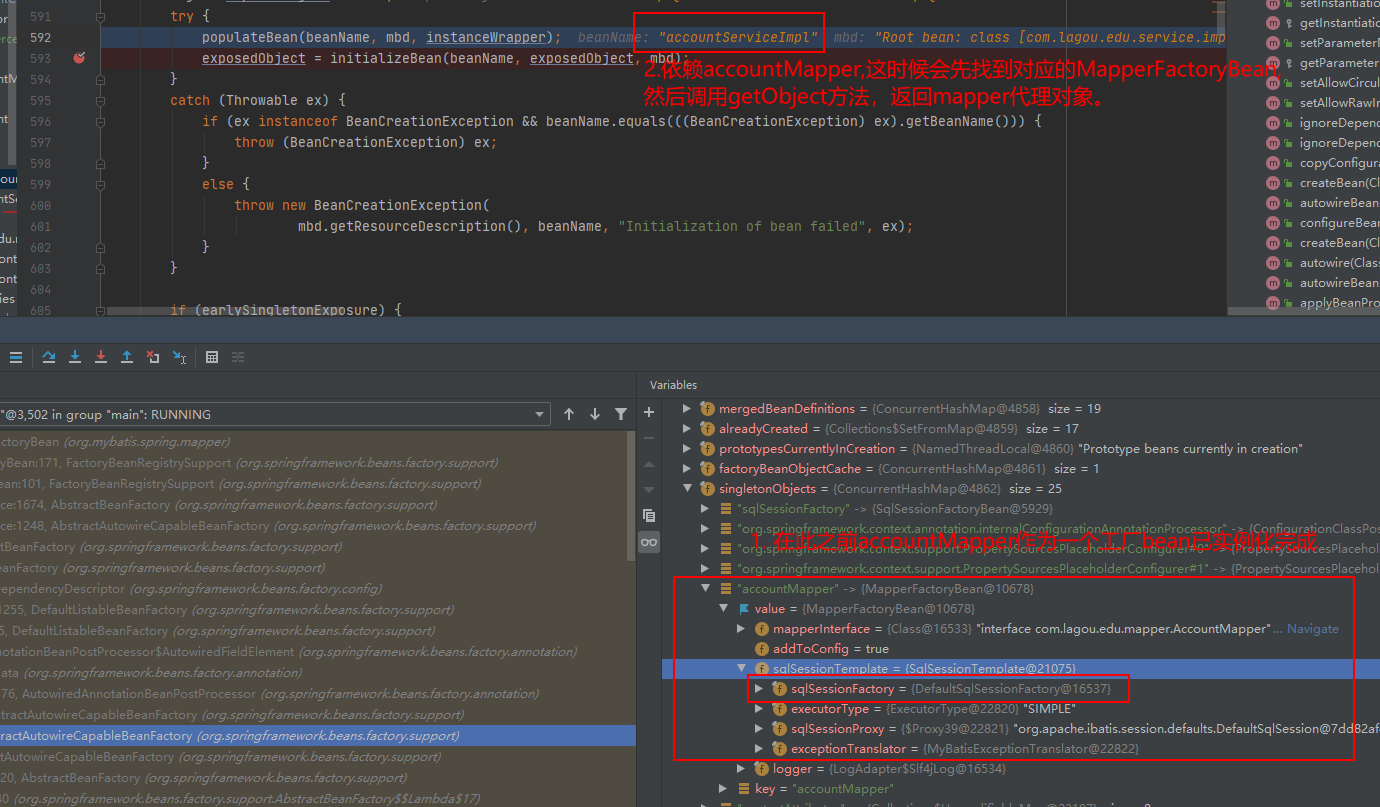 591 try {
592 populateBean(beanName, mbd, instanceWrapper); beanName: "accountServiceImpl" mbd: "Root bean: class [com.lagou.edu.service.imp
593 exposedObject = initializeBean(beanName, exposedObject, mbd);
2.依赖accountMapper,这时候会先找到对应的MapperFactoryBean,
594 }
595 catch (Throwable ex) {
然后调用getObject方法，返回mapper代理对象。
596 if (ex instanceof BeanCreationException && beanName.equals(((BeanCreationException) ex).getBeanName())) {
597 throw (BeanCreationException) ex;
598 }
599 else {
600 throw new BeanCreationException(
601 mbd.getResourceDescription(), beanName, "Initialization of bean failed", ex);
602 }
603 }
604
605 if (earlySingletonExposure) {
setInstantiatio
getInstantiatio
setParameterN
getParameter
setAllowCircul
setAllowRawIn
ignoreDepend
ignoreDepend
copyConfigura
createBean(Cl
autowireBean
configureBean
createBean(Cl
autowire(Class
autowireBean
applyBeanPro
"@3,502 in group "main": RUNNING
actoryBean (org.mybatis.spring.mapper)
yBean:171, FactoryBeanRegistrySupport (org.springframework.beans.factory.support)
ean:101, FactoryBeanRegistrySupport (org.springframework.beans.factory.support)
ce:1674, AbstractBeanFactory (org.springframework.beans.factory.support)
ce:1248, AbstractAutowireCapableBeanFactory (org.springframework.beans.factory.support)
stBeanFactory (org.springframework.beans.factory.support)
eanFactory (org.springframework.beans.factory.support)
ependencyDescriptor (org.springframework.beans.factory.config)
1255, DefaultListableBeanFactory (org.springframework.beans.factory.support)
5, DefaultListableBeanFactory (org.springframework.beans.factory.support)
notationBeanPostProcessor$AutowiredFieldElement (org.springframework.beans.factory.annotation)
ata (org.springframework.beans.factory.annotation)
76, AutowiredAnnotationBeanPostProcessor (org.springframework.beans.factory.annotation)
stractAutowireCapableBeanFactory (org.springframework.beans.factory.support)
ractAutowireCapableBeanFactory (org.springframework.beans.factory.support)
tAutowireCapableBeanFactory (org.springframework.beans.factory.support)
20, AbstractBeanFactory (org.springframework.beans.factory.support)
40 (org.springframework.beans.factory.support.AbstractBeanFactory$$Lambda$17)
Variables
mergedBeanDefinitions = {ConcurrentHashMap@4858} size = 19
alreadyCreated = {Collections$SetFromMap@4859} size = 17
prototypesCurrentlyInCreation = {NamedThreadLocal@4860} "Prototype beans currently in creation"
factoryBeanObjectCache = {ConcurrentHashMap@4861} size = 1
singletonObjects = {ConcurrentHashMap@4862} size = 25
"sqlSessionFactory" -> {SqlSessionFactoryBean@5929}
"org.springframework.context.annotation.internalConfigurationAnnotationProcessor" -> {ConfigurationClassPos
1. 在此之前accountMapper作为一个工厂bean已实例化完成
"org.springframework.context.support.PropertySourcesPlaceholderConfigurer#0" -> {PropertySourcesPlacehol
"org.springframework.context.support.PropertySourcesPlaceholderConfigurer#1" -> {PropertySourcesPlacehol
"accountMapper" -> {MapperFactoryBean@10678}
value = {MapperFactoryBean@10678}
mapperInterface = {Class@16533} "interface com.lagou.edu.mapper.AccountMapper"... Navigate
addToConfig = true
sqlSessionTemplate = {SqlSessionTemplate@21075}
sqlSessionFactory = {DefaultSqlSessionFactory@16537}
executorType = {ExecutorType@22820} "SIMPLE"
sqlSessionProxy = {$Proxy39@22821} "org.apache.ibatis.session.defaults.DefaultSqlSession@7dd82af
exceptionTranslator = {MyBatisExceptionTranslator@22822}
logger = {LogAdapter$Slf4jLog@16534}
key = "accountMapper"